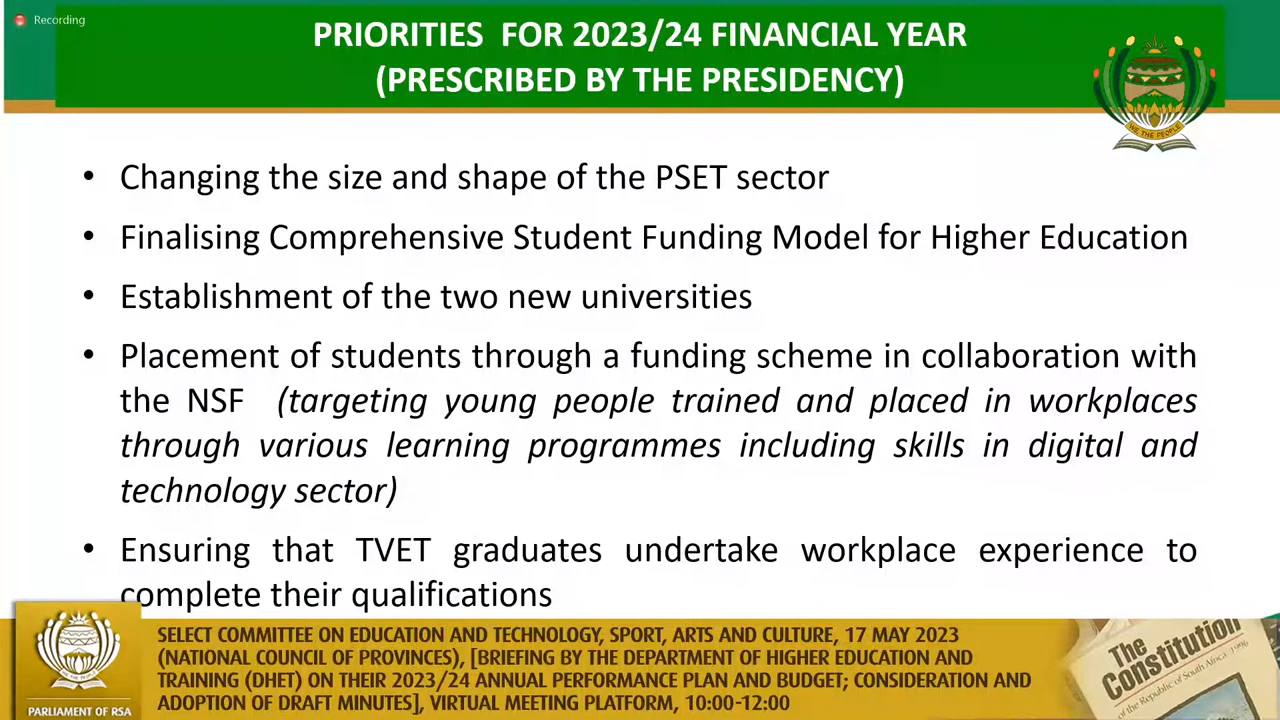 Recording
PRIORITIES FOR 2023/24 FINANCIAL YEAR
(PRESCRIBED BY THE PRESIDENCY)
WE THE PEOPLE
• Changing the size and shape of the PSET sector
• Finalising Comprehensive Student Funding Model for Higher Education
• Establishment of the two new universities
• Placement of students through a funding scheme in collaboration with
the NSF (targeting young people trained and placed in workplaces
through various learning programmes including skills in digital and
technology sector)
• Ensuring that TVET graduates undertake workplace experience to
complete their qualifications
SELECT COMMITTEE ON EDUCATION AND TECHNOLOGY, SPORT, ARTS AND CULTURE, 17 MAY 2023
(NATIONAL COUNCIL OF PROVINCES), [BRIEFING BY THE DEPARTMENT OF HIGHER EDUCATION AND
TRAINING (DHET) ON THEIR 2023/24 ANNUAL PERFORMANCE PLAN AND BUDGET; CONSIDERATION AND
ADOPTION OF DRAFT MINUTES], VIRTUAL MEETING PLATFORM, 10:00-12:00
PARLIAMENT OF RSA
The
Constitution
of the Republic of South Africa, 1996